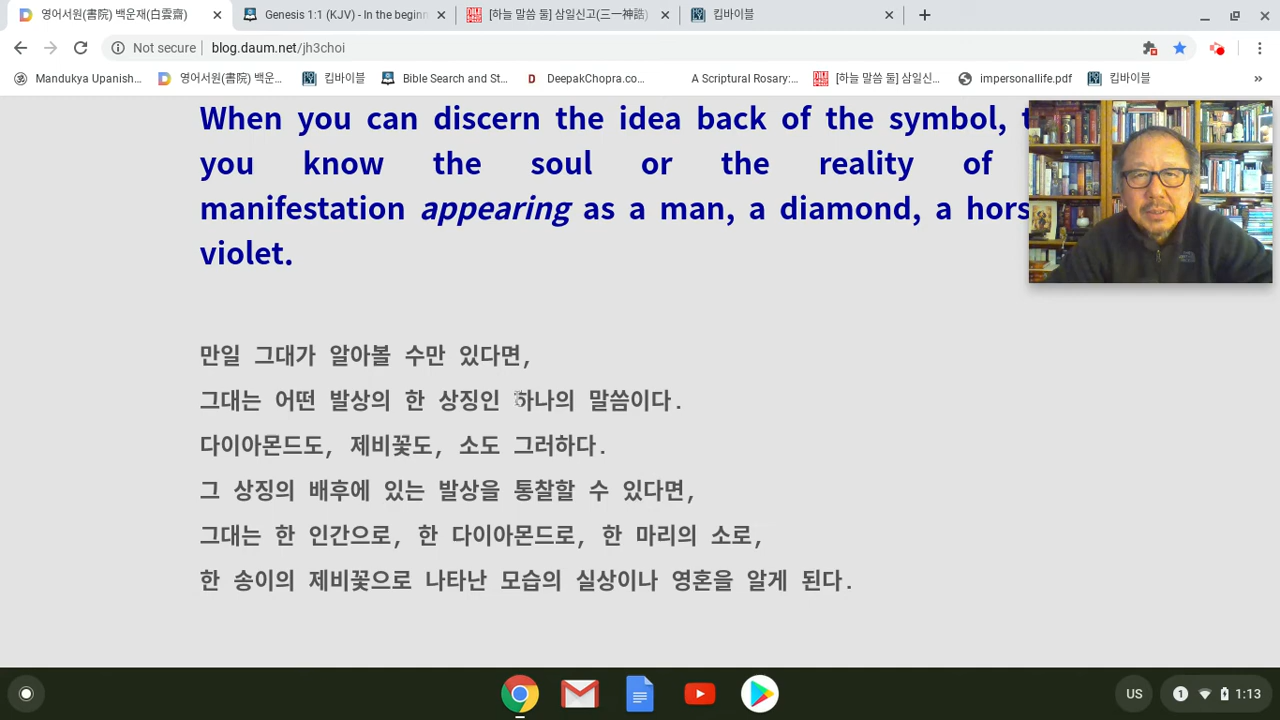 영어서원(書院) 백운재(白雲齋)
Genesis 1:1 (KJV) - In the beginn
[하늘 말씀 둘] 삼일신고(三一神誥)
킵바이블
Not secure
blog.daum.net/jh3choi
Mandukya Upanish...
영어서원(書院) 백운...
킵바이블
Bible Search and St...
DeepakChopra.co...
A Scriptural Rosary:...
[하늘 말씀 둘] 삼일신...
impersonallife.pdf
킵바이블
When you can discern the idea back of the symbol,
you know the soul or the reality of
manifestation appearing as a man, a diamond, a
violet.
만일 그대가 알아볼 수만 있다면,
그대는 어떤 발상의 한 상징인 하나의 말씀이다.
다이아몬드도, 제비꽃도, 소도 그러하다.
그 상징의 배후에 있는 발상을 통찰할 수 있다면,
그대는 한 인간으로, 한 다이아몬드로, 한 마리의 소로,
한 송이의 제비꽃으로 나타난 모습의 실상이나 영혼을 알게 된다.
US
1
1:13